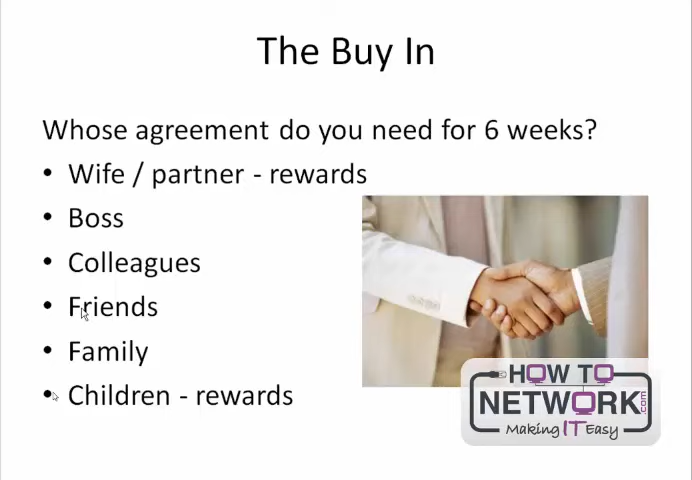 The Buy In
Whose agreement do you need for 6 weeks?
• Wife / partner - rewards
• Boss
• Colleagues
• Friends
• Family
• Children - rewards
HOW TO
NETWORK.com
Making IT Easy